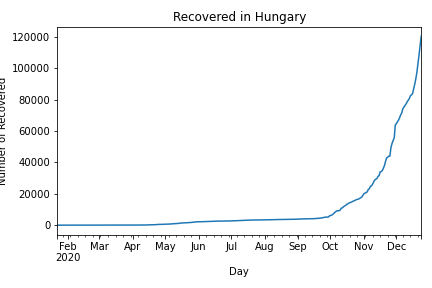 Recovered in Hungary
Number of Recovered
120000
100000
80000
60000
40000
20000
0
Feb Mar Apr May Jun Jul Aug Sep Oct Nov Dec
2020
Day